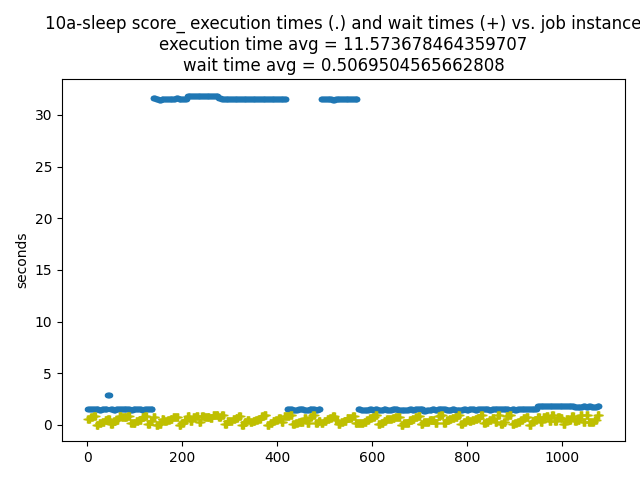 10a-sleep score_ execution times (.) and wait times (+) vs. job instance
execution time avg = 11.573678464359707
wait time avg = 0.5069504565662808
30
25
20
15
10
5
0
seconds
0 200 400 600 800 1000